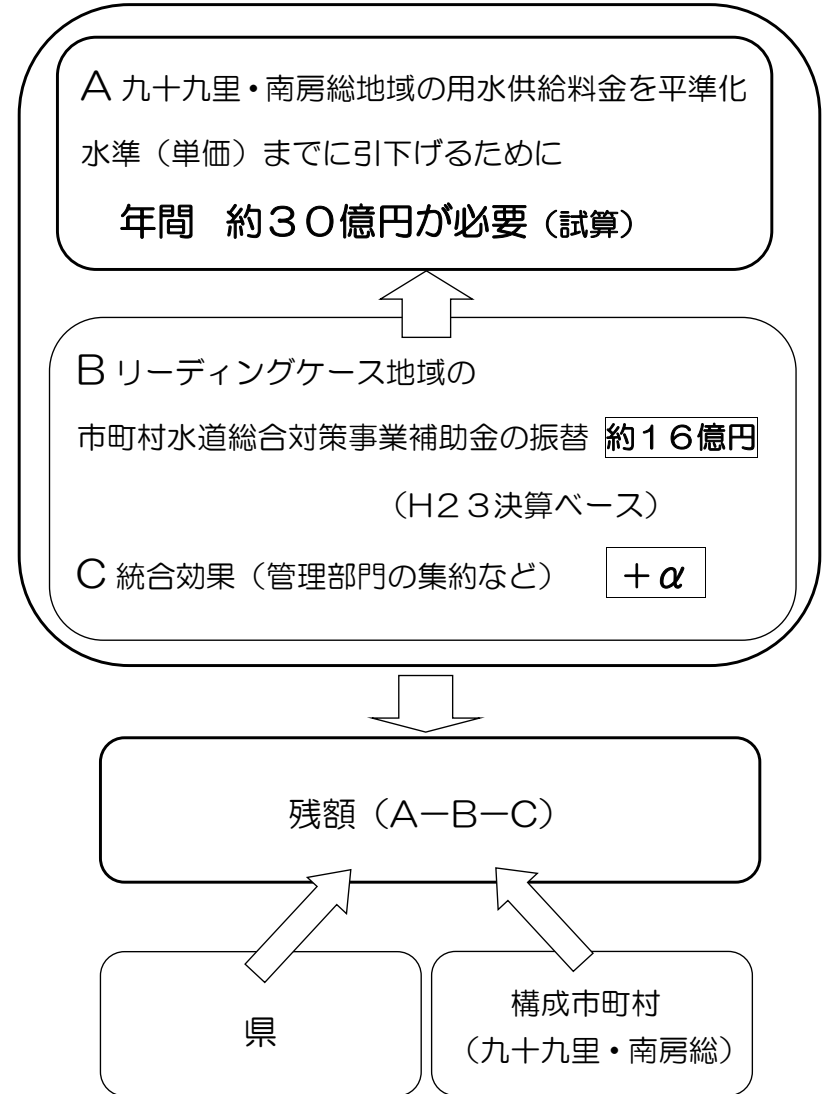 A 九十九里・南房総地域の用水供給料金を平準化
水準（単価）までに引下げるために
年間　約３０億円が必要（試算）
B リーディングケース地域の
市町村水道総合対策事業補助金の振替 約１６億円
（H２３決算ベース）
C 統合効果（管理部門の集約など） ＋α
残額（A－B－C）
県
構成市町村
（九十九里・南房総）